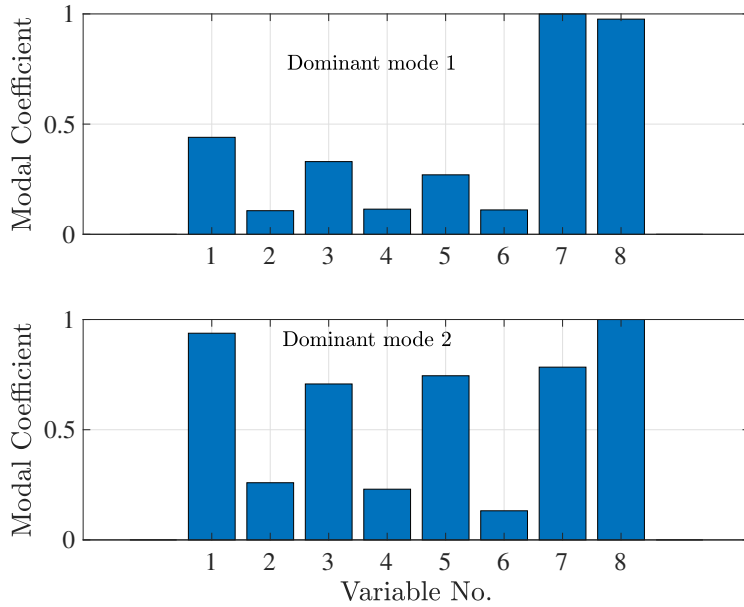 Modal Coefficient
1
0.5
0
Dominant mode 1
1 2 3 4 5 6 7 8
Modal Coefficient
1
0.5
0
Dominant mode 2
1 2 3 4 5 6 7 8
Variable No.